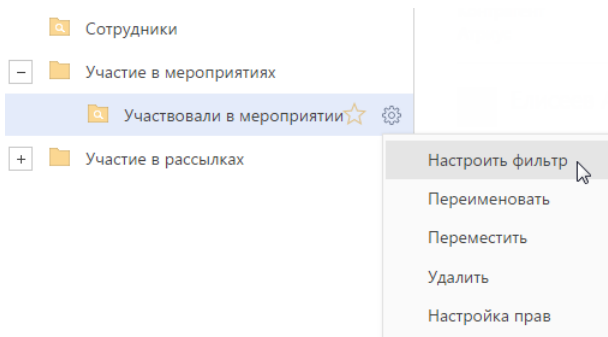 Сотрудники
Участие в мероприятиях
Участвовали в мероприятии
Участие в рассылках
Настроить фильтр
Переименовать
Переместить
Удалить
Настройка прав